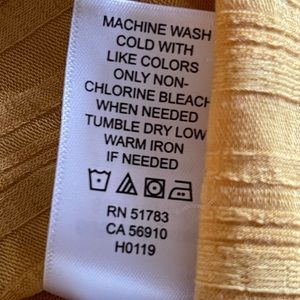 MACHINE WASH
COLD WITH
LIKE COLORS
ONLY NON-
CHLORINE BLEACH
WHEN NEEDED
TUMBLE DRY LOW
WARM IRON
IF NEEDED
RN 51783
CA 56910
H0119